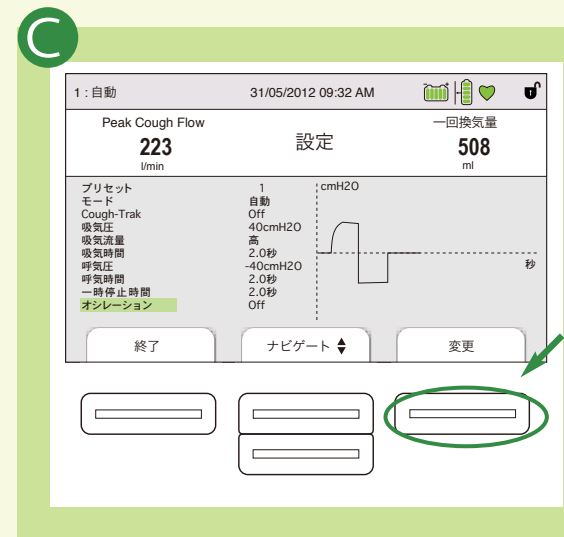 C
1 : 自動 31/05/2012 09:32 AM
Peak Cough Flow
223
l/min
設定
一回換気量
508
ml
プリセット 1
モード 自動
Cough-Trak Off
吸気圧 40cmH2O
吸気流量 高
吸気時間 2.0秒
呼気圧 -40cmH2O
呼気時間 2.0秒
一時停止時間 2.0秒
オシレーション Off
cmH2O
秒
終了 ナビゲート 変更